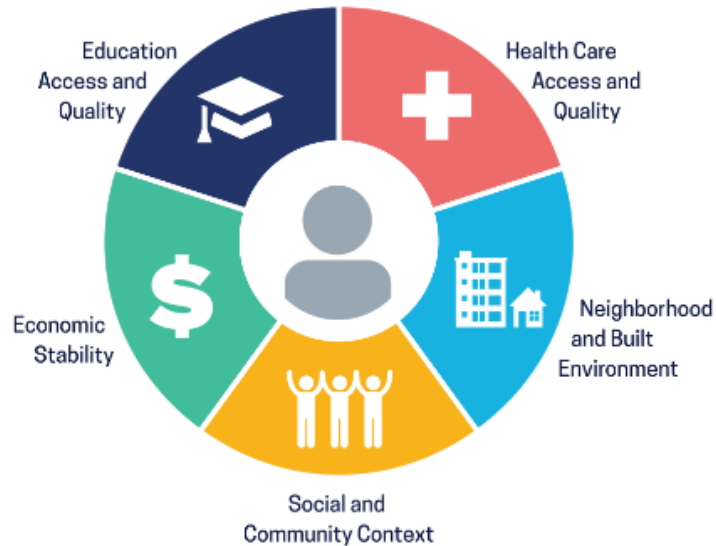 Education
Access and
Quality
Health Care
Access and
Quality
Economic
Stability
Neighborhood
and Built
Environment
Social and
Community Context